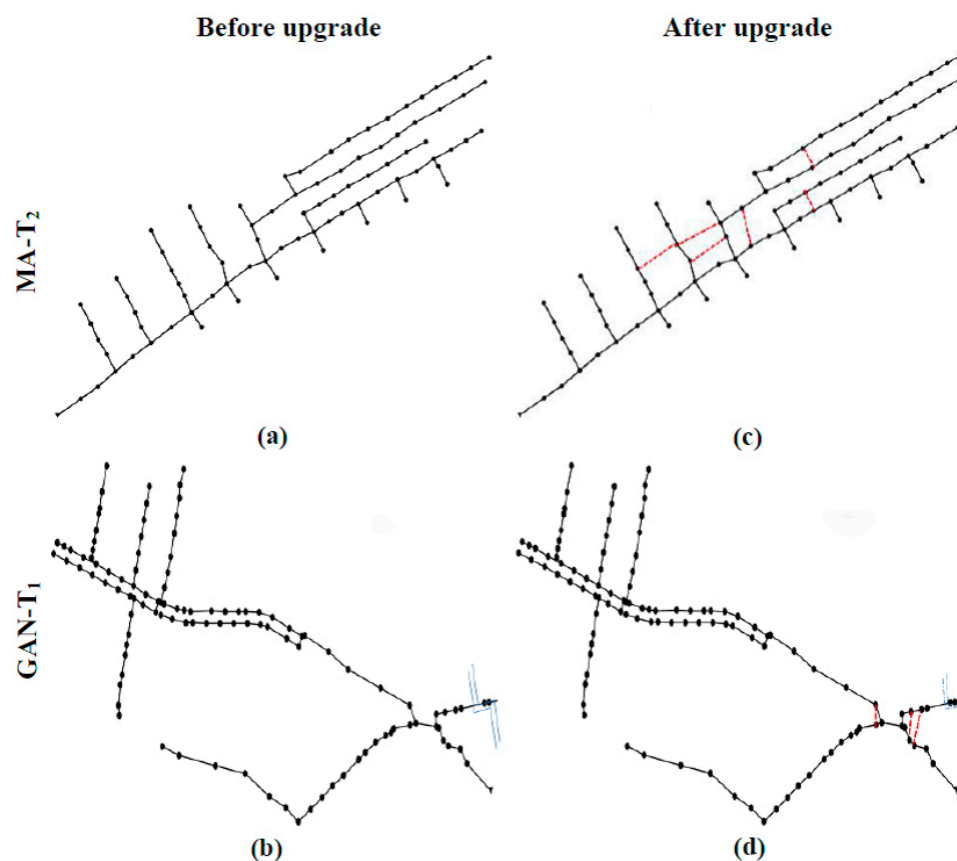 Before upgrade
After upgrade
MA-T₂
(a)
(c)
GAN-T₁
(b)
(d)